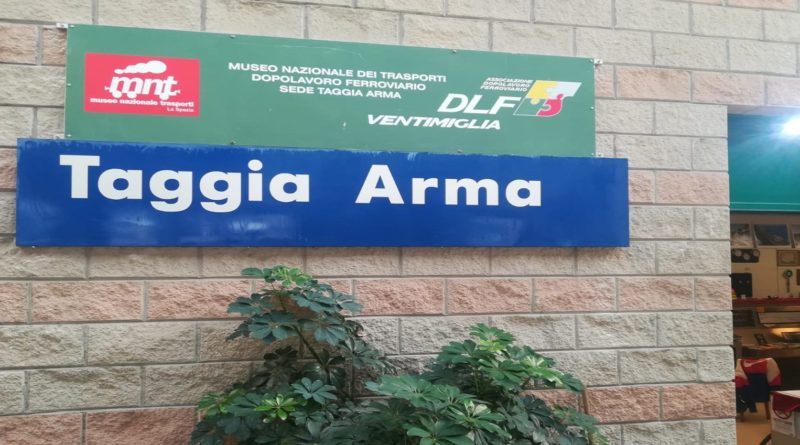 mnt
museo nazionale trasporti
La Spezia
MUSEO NAZIONALE DEI TRASPORTI
DOPOLAVORO FERROVIARIO
SEDE TAGGIA ARMA
ASSOCIAZIONE
DOPOLAVORO
FERROVIARIO
DLF
VENTIMIGLIA
Taggia Arma